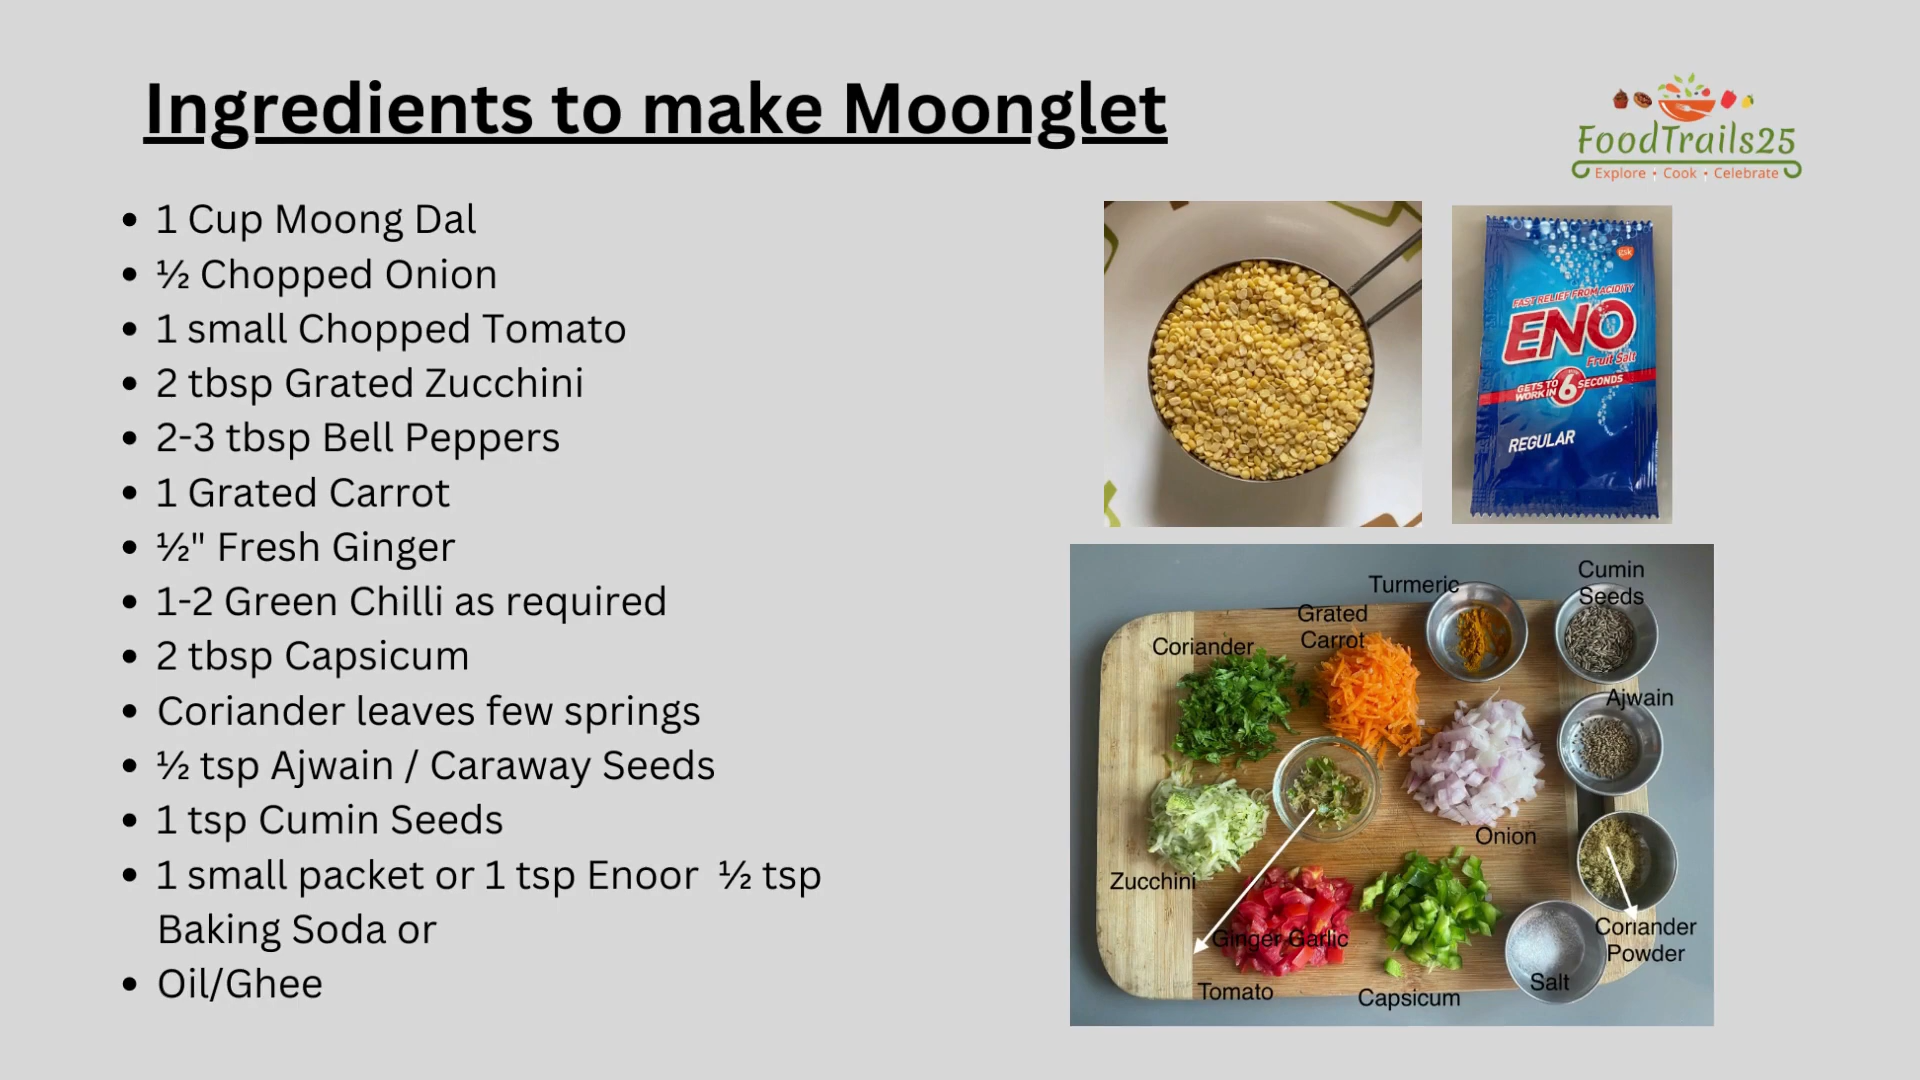 Ingredients to make Moonglet
FoodTrails25
Explore • Cook • Celebrate
• 1 Cup Moong Dal
• ½ Chopped Onion
• 1 small Chopped Tomato
• 2 tbsp Grated Zucchini
• 2-3 tbsp Bell Peppers
• 1 Grated Carrot
• ½" Fresh Ginger
• 1-2 Green Chilli as required
• 2 tbsp Capsicum
• Coriander leaves few springs
• ½ tsp Ajwain / Caraway Seeds
• 1 tsp Cumin Seeds
• 1 small packet or 1 tsp Enoor ½ tsp
Baking Soda or
• Oil/Ghee
gsk
FAST RELIEF FROM ACIDITY
ENO
Fruit Salt
GETS TO
WORK IN 6 SECONDS
REGULAR
Turmeric
Cumin
Seeds
Grated
Carrot
Coriander
Ajwain
Onion
Zucchini
Ginger Garlic
Coriander
Powder
Tomato
Capsicum
Salt